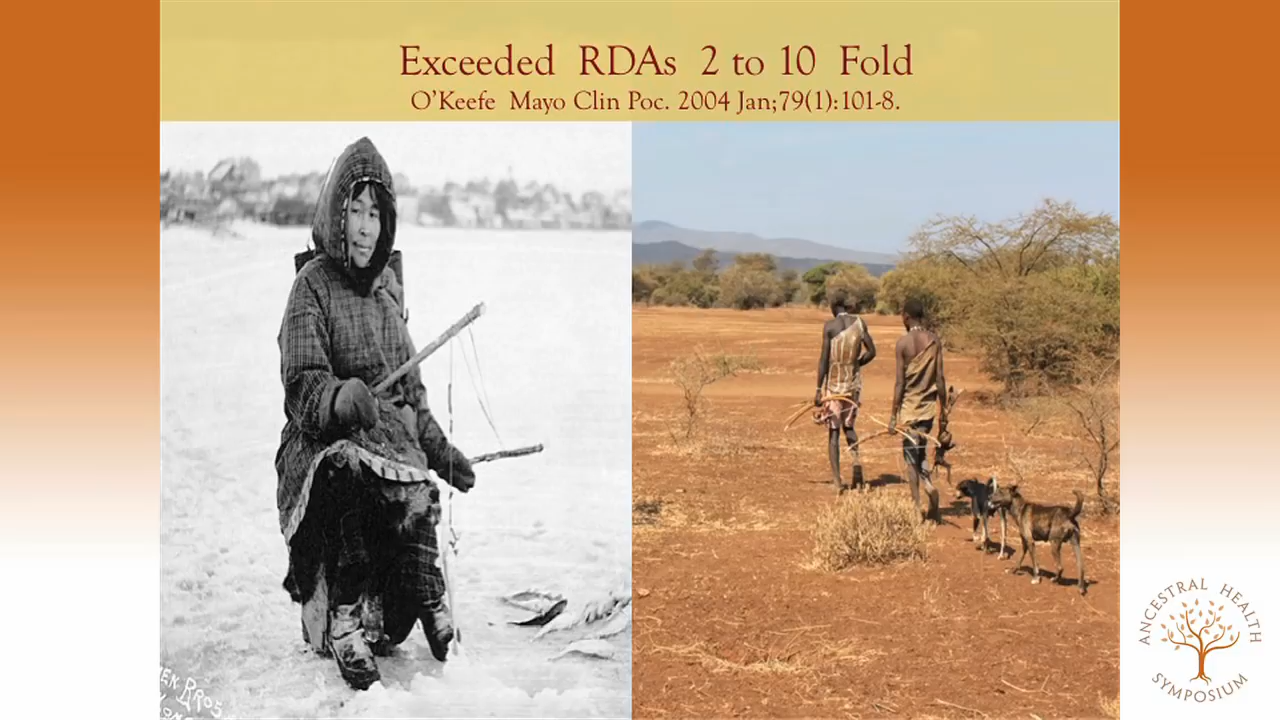 Exceeded RDAs 2 to 10 Fold
O'Keefe Mayo Clin Poc. 2004 Jan;79(1):101-8.
ANCESTRAL HEALTH
SYMPOSIUM